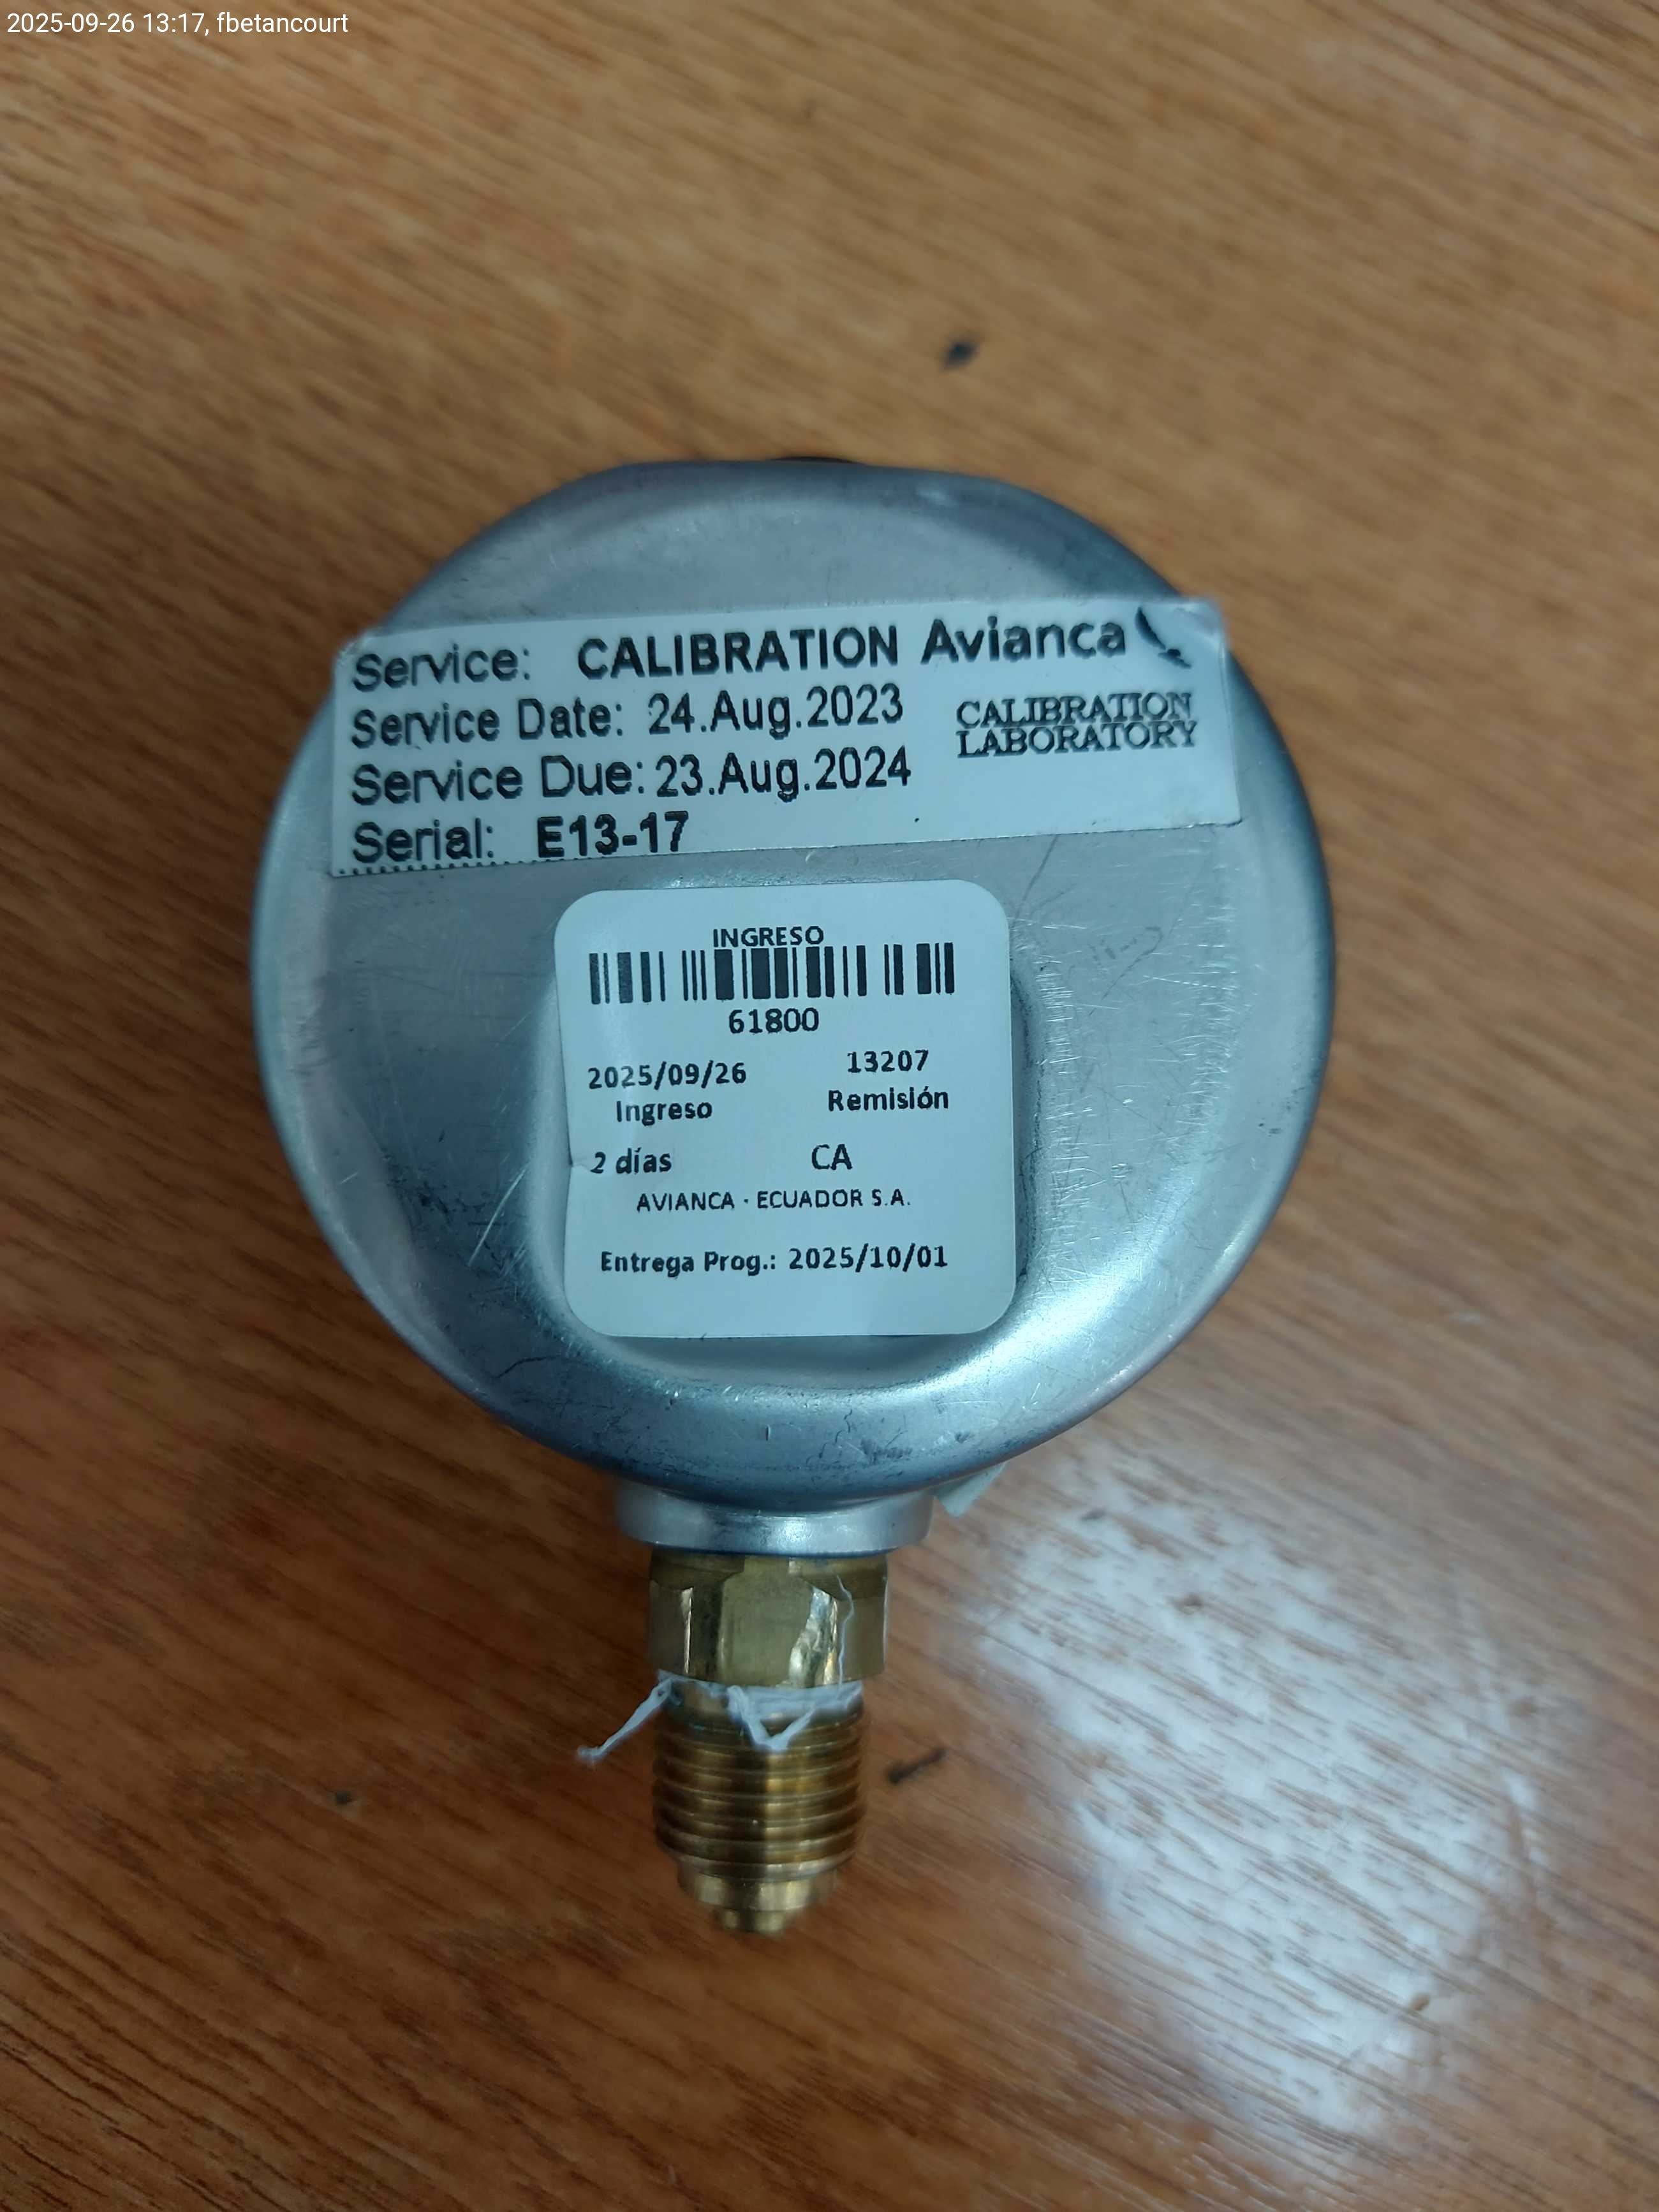 2025-09-26 13:17, fbetancourt
Service: CALIBRATION Avianca
Service Date: 24.Aug.2023
CALIBRATION
LABORATORY
Service Due: 23.Aug.2024
Serial: E13-17
INGRESO
61800
2025/09/26 13207
Ingreso Remisión
2 días CA
AVIANCA - ECUADOR S.A.
Entrega Prog.: 2025/10/01